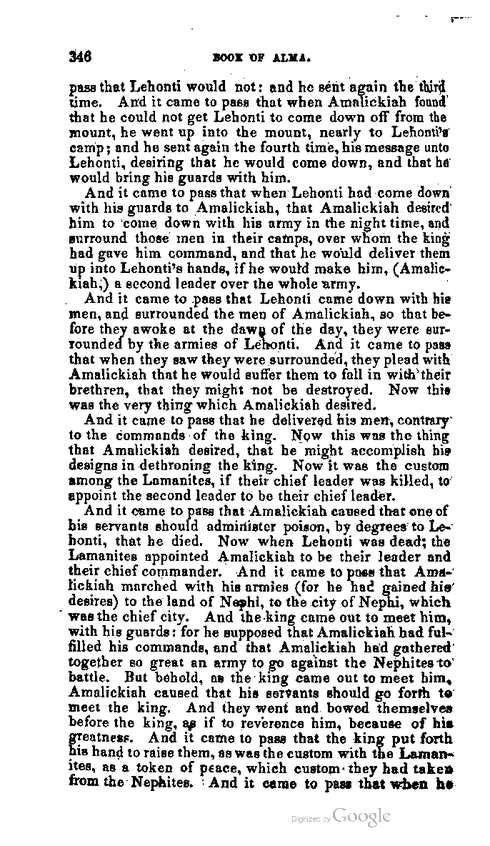 346 BOOK OF ALMA.
pass that Lehonti would not: and he sent again the third
time. And it came to pass that when Amalickiah found
that he could not get Lehonti to come down off from the
mount, he went up into the mount, nearly to Lehonti's
camp; and he sent again the fourth time, his message unto
Lehonti, desiring that he would come down, and that he
would bring his guards with him.
And it came to pass that when Lehonti had come down
with his guards to Amalickiah, that Amalickiah desired
him to come down with his army in the night time, and
surround those men in their camps, over whom the king
had gave him command, and that he would deliver them
up into Lehonti's hands, if he would make him, (Amalic-
kiah,) a second leader over the whole army.
And it came to pass that Lehonti came down with his
men, and surrounded the men of Amalickiah, so that be-
fore they awoke at the dawn of the day, they were sur-
rounded by the armies of Lehonti. And it came to pass
that when they saw they were surrounded, they plead with
Amalickiah that he would suffer them to fall in with their
brethren, that they might not be destroyed. Now this
was the very thing which Amalickiah desired.
And it came to pass that he delivered his men, contrary
to the commands of the king. Now this was the thing
that Amalickiah desired, that he might accomplish his
designs in dethroning the king. Now it was the custom
among the Lamanites, if their chief leader was killed, to
appoint the second leader to be their chief leader.
And it came to pass that Amalickiah caused that one of
his servants should administer poison, by degrees to Le-
honti, that he died. Now when Lehonti was dead; the
Lamanites appointed Amalickiah to be their leader and
their chief commander. And it came to pass that Ama-
lickiah marched with his armies (for he had gained his
desires) to the land of Nephi, to the city of Nephi, which
was the chief city. And the king came out to meet him,
with his guards: for he supposed that Amalickiah had ful-
filled his commands, and that Amalickiah had gathered
together so great an army to go against the Nephites to
battle. But behold, as the king came out to meet him,
Amalickiah caused that his servants should go forth to
meet the king. And they went and bowed themselves
before the king, as if to reverence him, because of his
greatness. And it came to pass that the king put forth
his hand to raise them, as was the custom with the Laman-
ites, as a token of peace, which custom they had taken
from the Nephites. And it came to pass that when he
Digitized by Google